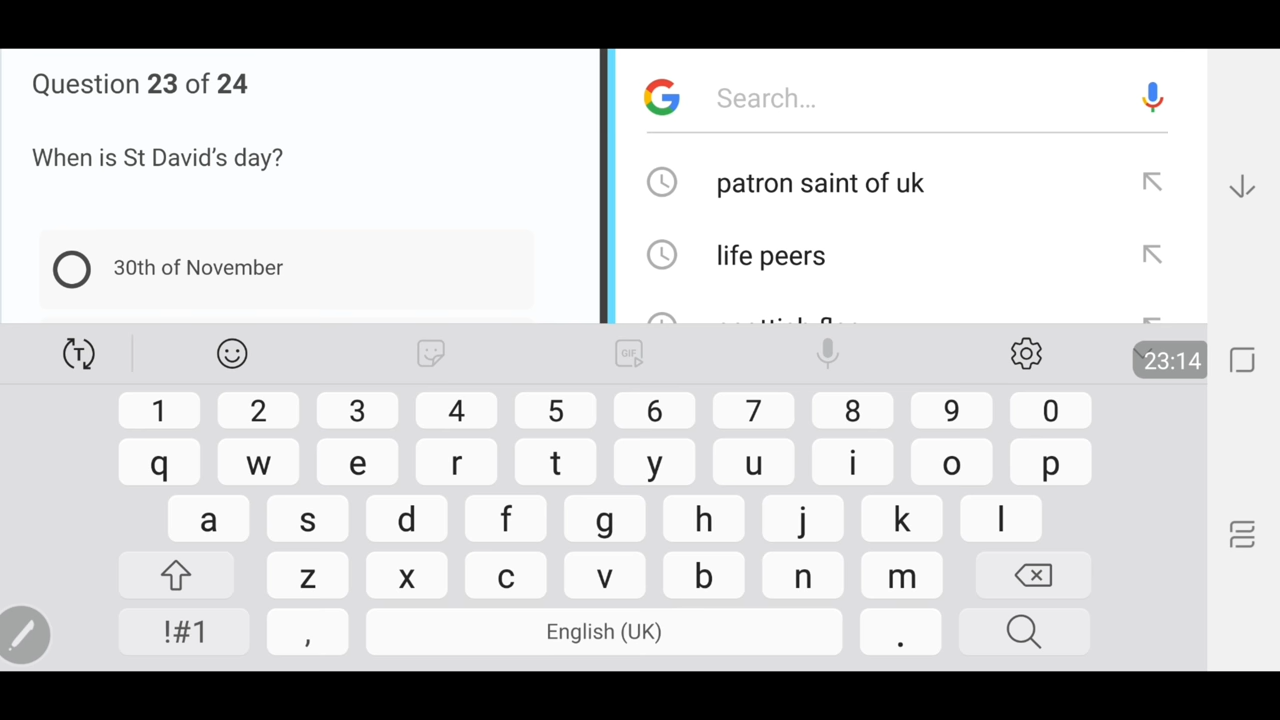 Question 23 of 24
When is St David's day?
30th of November
Search...
patron saint of uk
life peers
T
GIF
23:14
1 2 3 4 5 6 7 8 9 0
q w e r t y u i o p
a s d f g h j k l
z x c v b n m
!#1 , English (UK) .